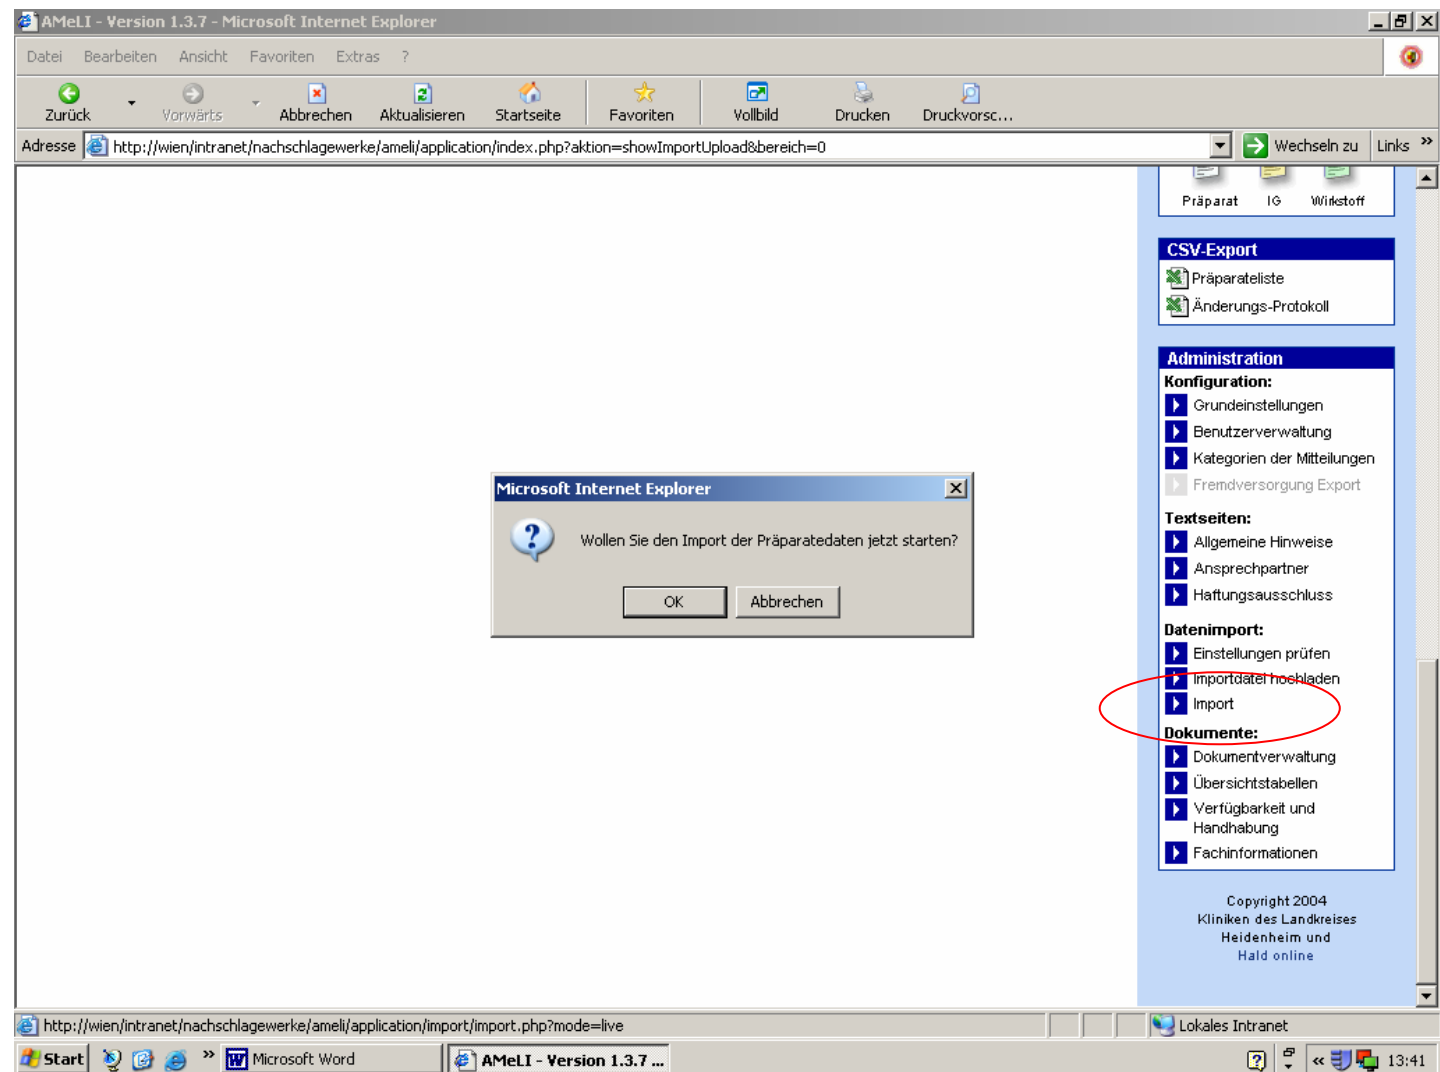 AMeLI - Version 1.3.7 - Microsoft Internet Explorer
Datei Bearbeiten Ansicht Favoriten Extras ?
Zurück Vorwärts Abbrechen Aktualisieren Startseite Favoriten Vollbild Drucken Druckvorsc...
Adresse http://wien/intranet/nachschlagewerke/ameli/application/index.php?aktion=showImportUpload&bereich=0 Wechseln zu Links »
Präparat IG Wirkstoff
CSV-Export
Präparateliste
Änderungs-Protokoll
Administration
Konfiguration:
Grundeinstellungen
Benutzerverwaltung
Kategorien der Mitteilungen
Fremdversorgung Export
Textseiten:
Allgemeine Hinweise
Ansprechpartner
Haftungsausschluss
Datenimport:
Einstellungen prüfen
Importdatei hochladen
Import
Dokumente:
Dokumentverwaltung
Übersichtstabellen
Verfügbarkeit und
Handhabung
Fachinformationen
Copyright 2004
Kliniken des Landkreises
Heidenheim und
Hald online
Microsoft Internet Explorer
Wollen Sie den Import der Präparatedaten jetzt starten?
OK Abbrechen
http://wien/intranet/nachschlagewerke/ameli/application/import/import.php?mode=live Lokales Intranet
Start » Microsoft Word AMeLI - Version 1.3.7 ... « 13:41